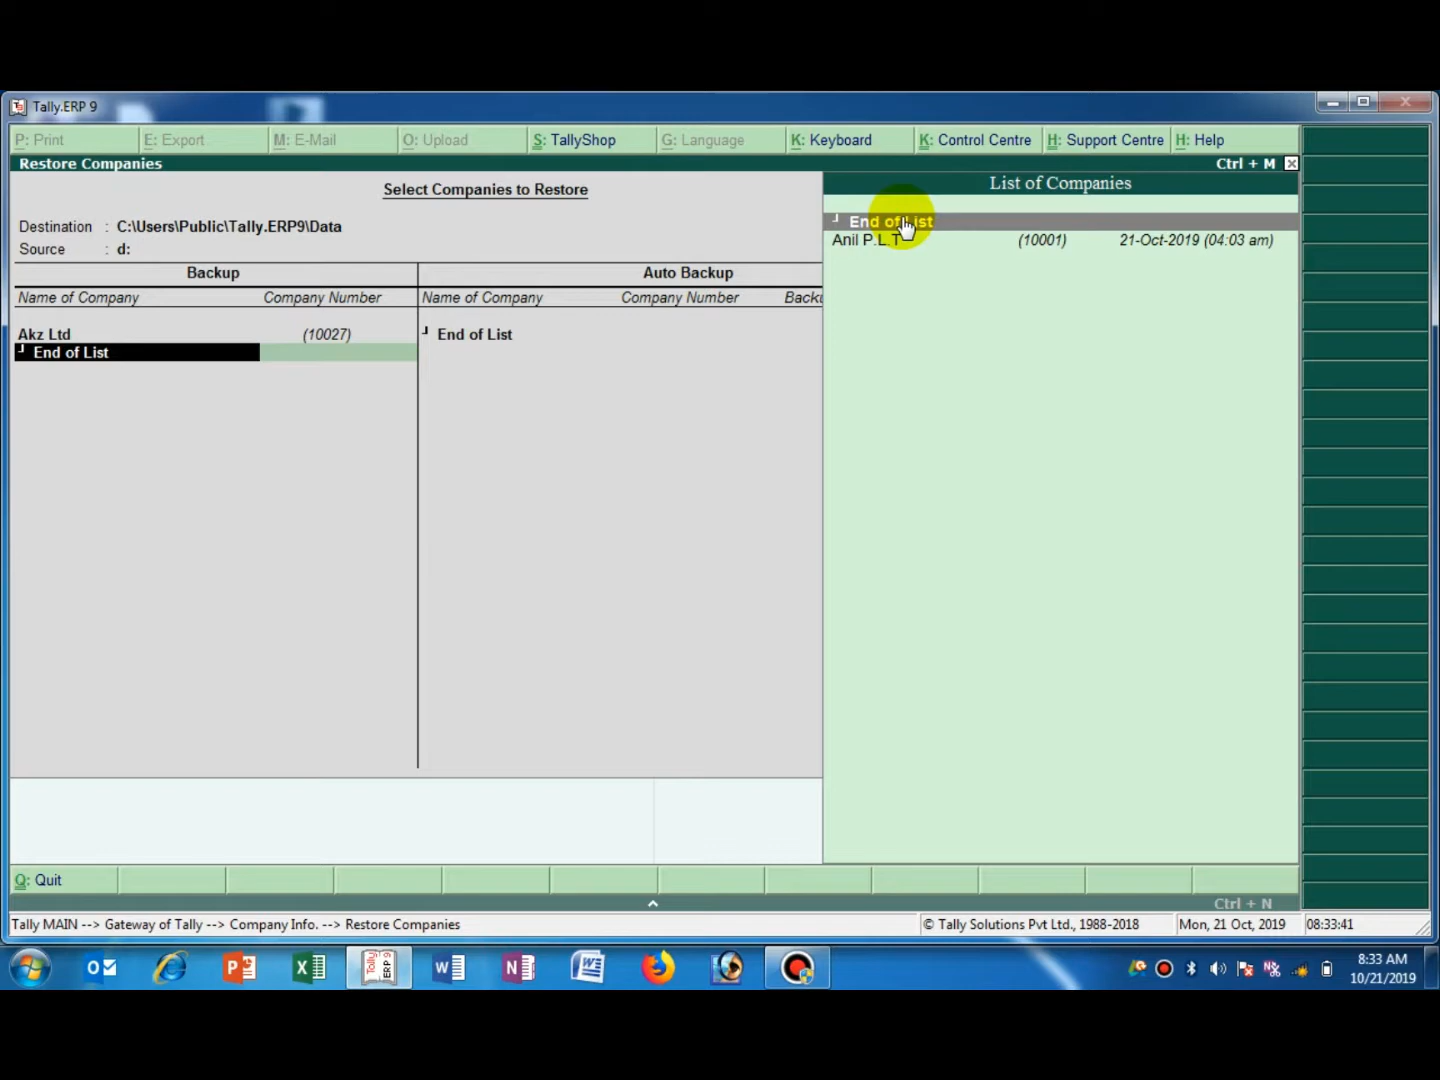 Tally.ERP 9
P: Print E: Export M: E-Mail O: Upload S: TallyShop G: Language K: Keyboard K: Control Centre H: Support Centre H: Help
Restore Companies Ctrl + M
Select Companies to Restore
Destination : C:\Users\Public\Tally.ERP9\Data
Source : d:
Backup Auto Backup
Name of Company Company Number Name of Company Company Number
Akz Ltd (10027) End of List
End of List
List of Companies
End of List
Anil P.L.T (10001) 21-Oct-2019 (04:03 am)
Q: Quit
Ctrl + N
Tally MAIN --> Gateway of Tally --> Company Info. --> Restore Companies © Tally Solutions Pvt Ltd., 1988-2018 Mon, 21 Oct, 2019 08:33:41
8:33 AM
10/21/2019